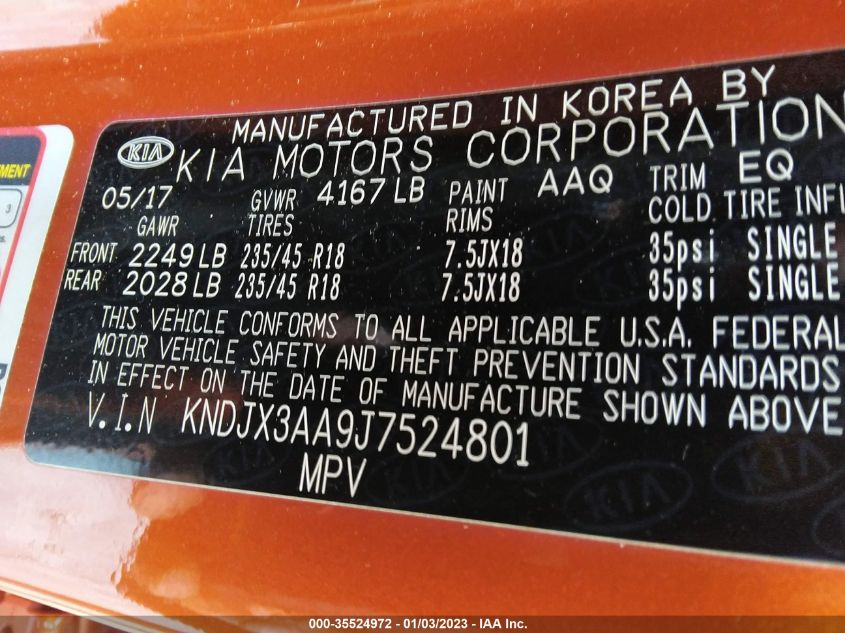 MANUFACTURED IN KOREA BY
KIA KIA MOTORS CORPORATION
05/17 GVWR 4167 LB PAINT AAQ TRIM EQ
GAWR TIRES RIMS COLD TIRE INFL
FRONT 2249 LB 235/45 R18 7.5JX18 35psi SINGLE
REAR 2028 LB 235/45 R18 7.5JX18 35psi SINGLE
THIS VEHICLE CONFORMS TO ALL APPLICABLE U.S.A. FEDERAL
MOTOR VEHICLE SAFETY AND THEFT PREVENTION STANDARDS
IN EFFECT ON THE DATE OF MANUFACTURE SHOWN ABOVE
V.I.N KNDJX3AA9J7524801
MPV
KIA
3
000-35524972 - 01/03/2023 - IAA Inc.